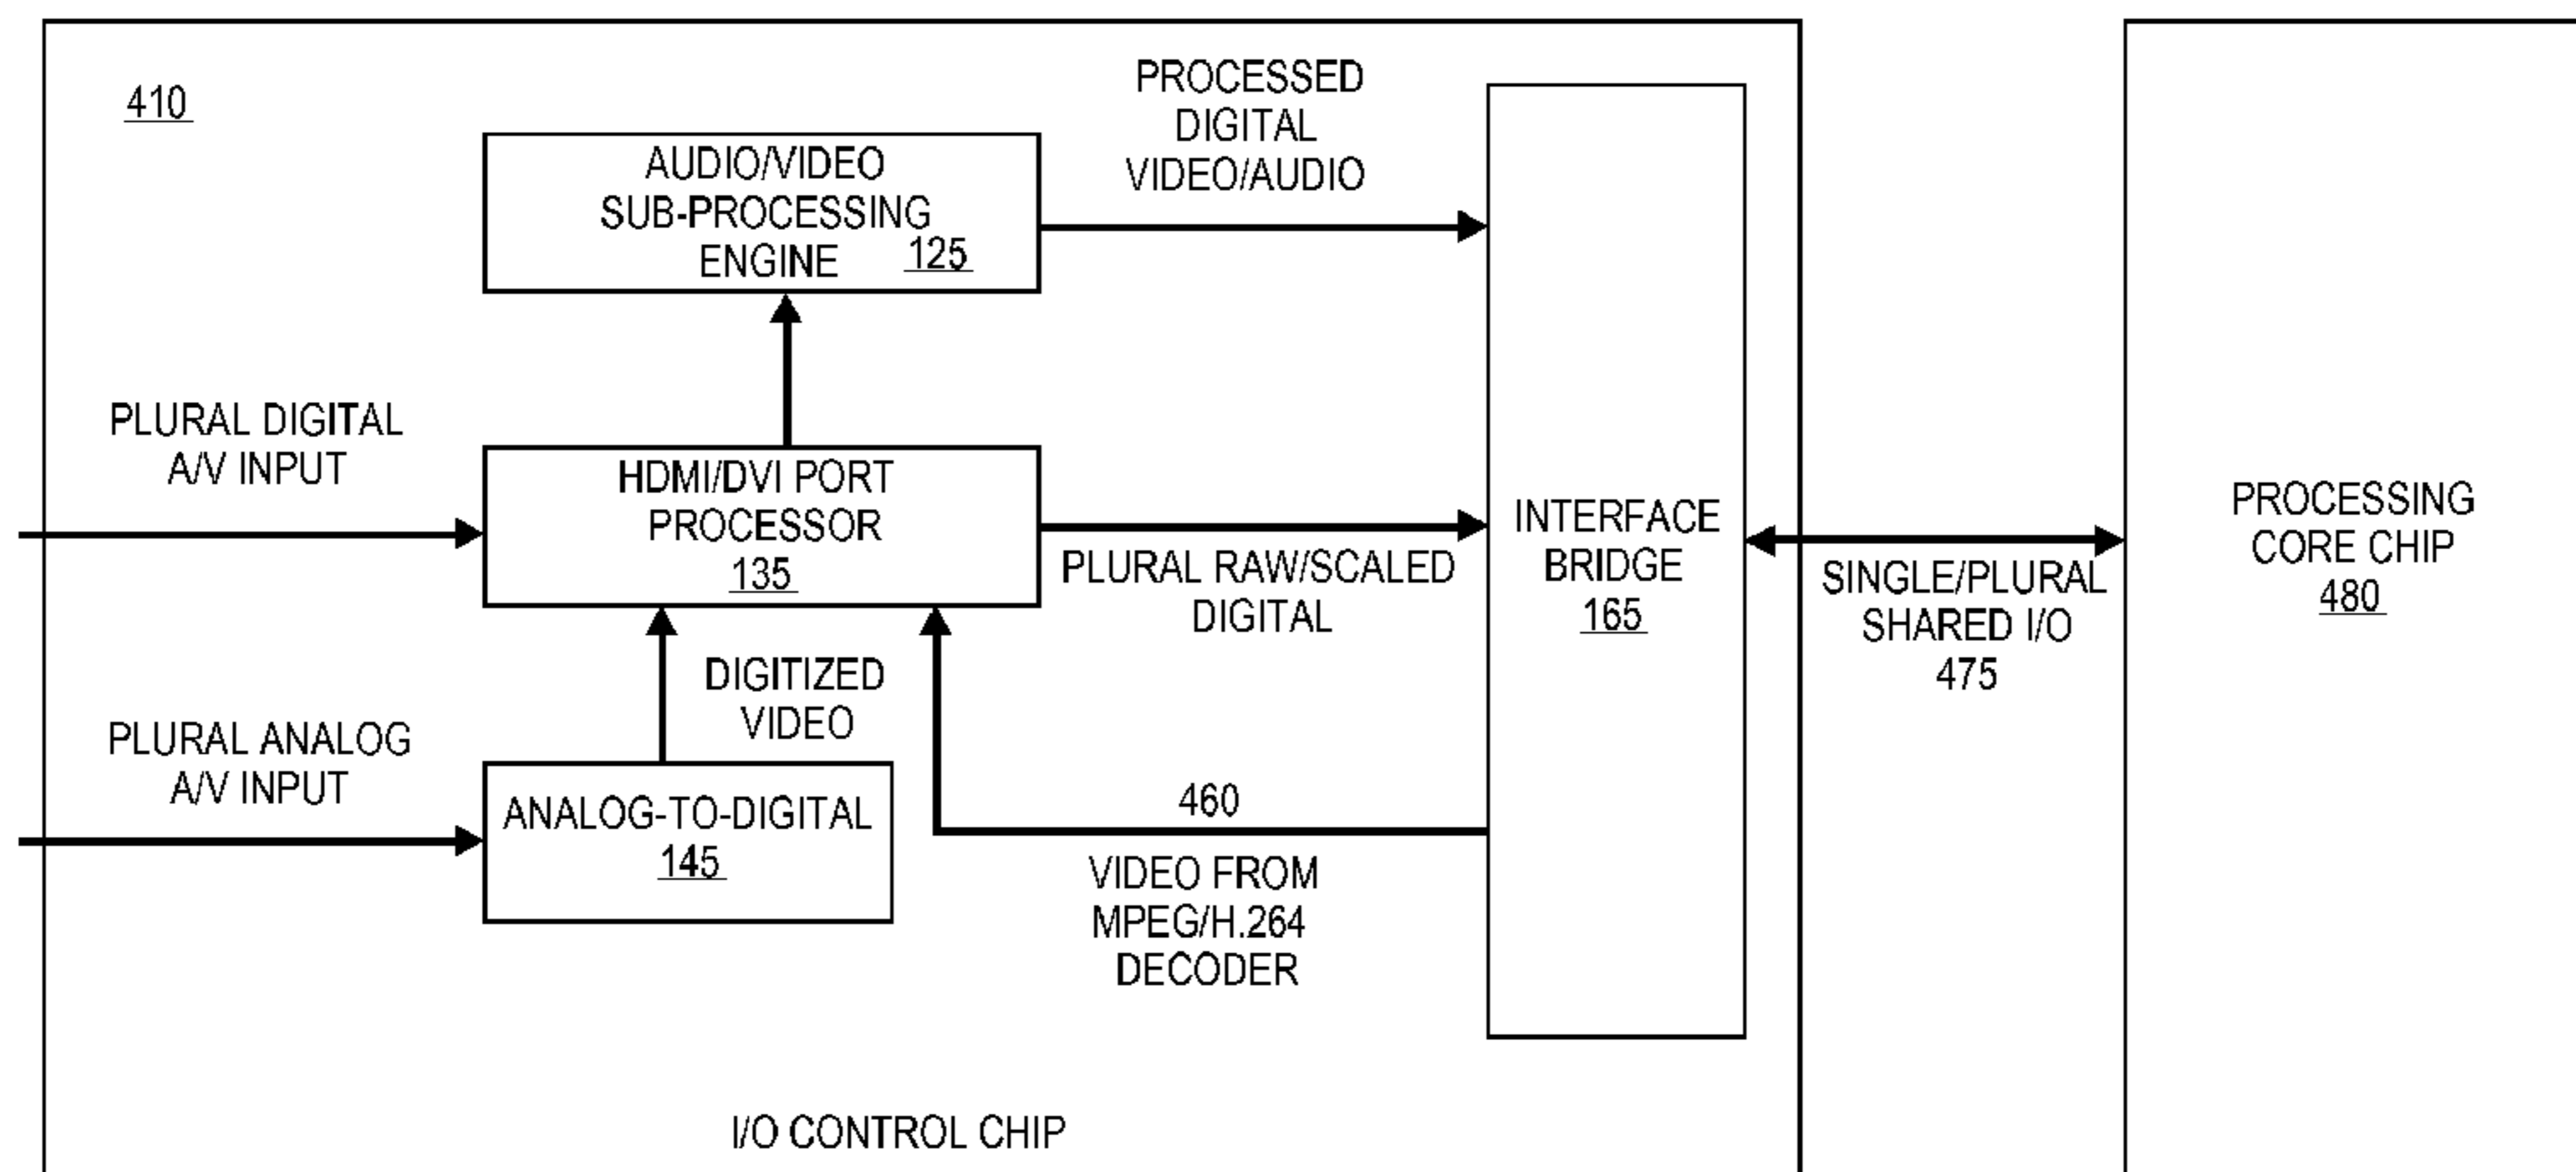 410
AUDIO/VIDEO
SUB-PROCESSING
ENGINE 125
PROCESSED
DIGITAL
VIDEO/AUDIO
PLURAL DIGITAL
A/V INPUT
HDMI/DVI PORT
PROCESSOR
135
PLURAL RAW/SCALED
DIGITAL
INTERFACE
BRIDGE
165
SINGLE/PLURAL
SHARED I/O
475
PROCESSING
CORE CHIP
480
DIGITIZED
VIDEO
PLURAL ANALOG
A/V INPUT
ANALOG-TO-DIGITAL
145
460
VIDEO FROM
MPEG/H.264
DECODER
I/O CONTROL CHIP